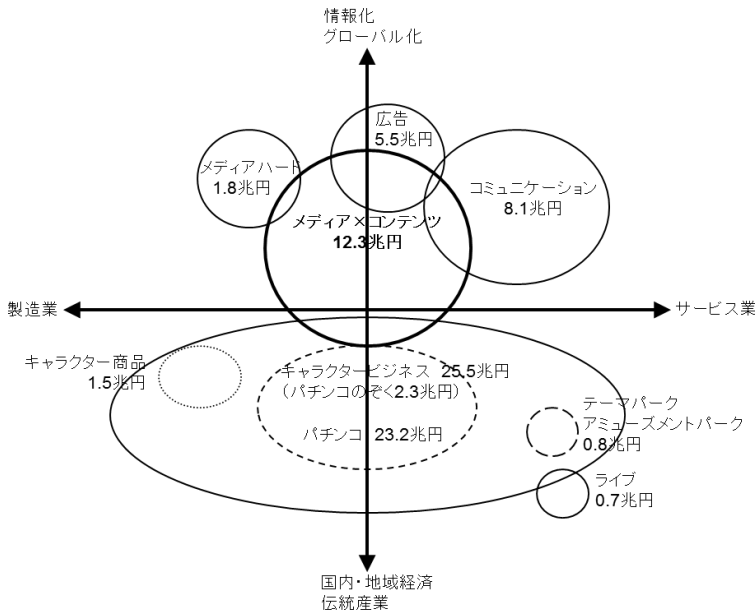 情報化
グローバル化
広告
5.5兆円
メディアハード
1.8兆円
コミュニケーション
8.1兆円
メディア×コンテンツ
12.3兆円
製造業
サービス業
キャラクター商品
1.5兆円
キャラクタービジネス 25.5兆円
(パチンコのぞく2.3兆円)
パチンコ 23.2兆円
テーマパーク
アミューズメントパーク
0.8兆円
ライブ
0.7兆円
国内・地域経済
伝統産業